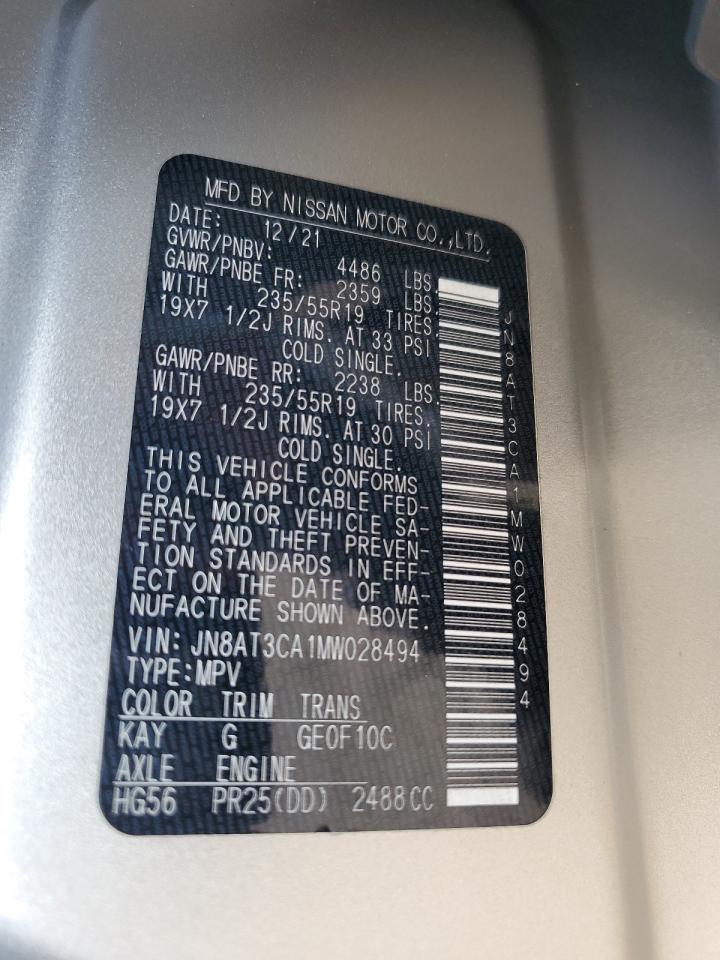 MFD BY NISSAN MOTOR CO.,LTD.
DATE: 12/21
GVWR/PNBV: 4486 LBS.
GAWR/PNBE FR: 2359 LBS.
WITH 235/55R19 TIRES.
19X7 1/2J RIMS. AT 33 PSI
COLD SINGLE.
GAWR/PNBE RR: 2238 LBS.
WITH 235/55R19 TIRES.
19X7 1/2J RIMS. AT 30 PSI
COLD SINGLE.
THIS VEHICLE CONFORMS
TO ALL APPLICABLE FED-
ERAL MOTOR VEHICLE SA-
FETY AND THEFT PREVEN-
TION STANDARDS IN EFF-
ECT ON THE DATE OF MA-
NUFACTURE SHOWN ABOVE.
VIN: JN8AT3CA1MW028494
TYPE:MPV
COLOR TRIM TRANS
KAY G GE0F10C
AXLE ENGINE
HG56 PR25(DD) 2488CC
JN8AT3CA1MW028494